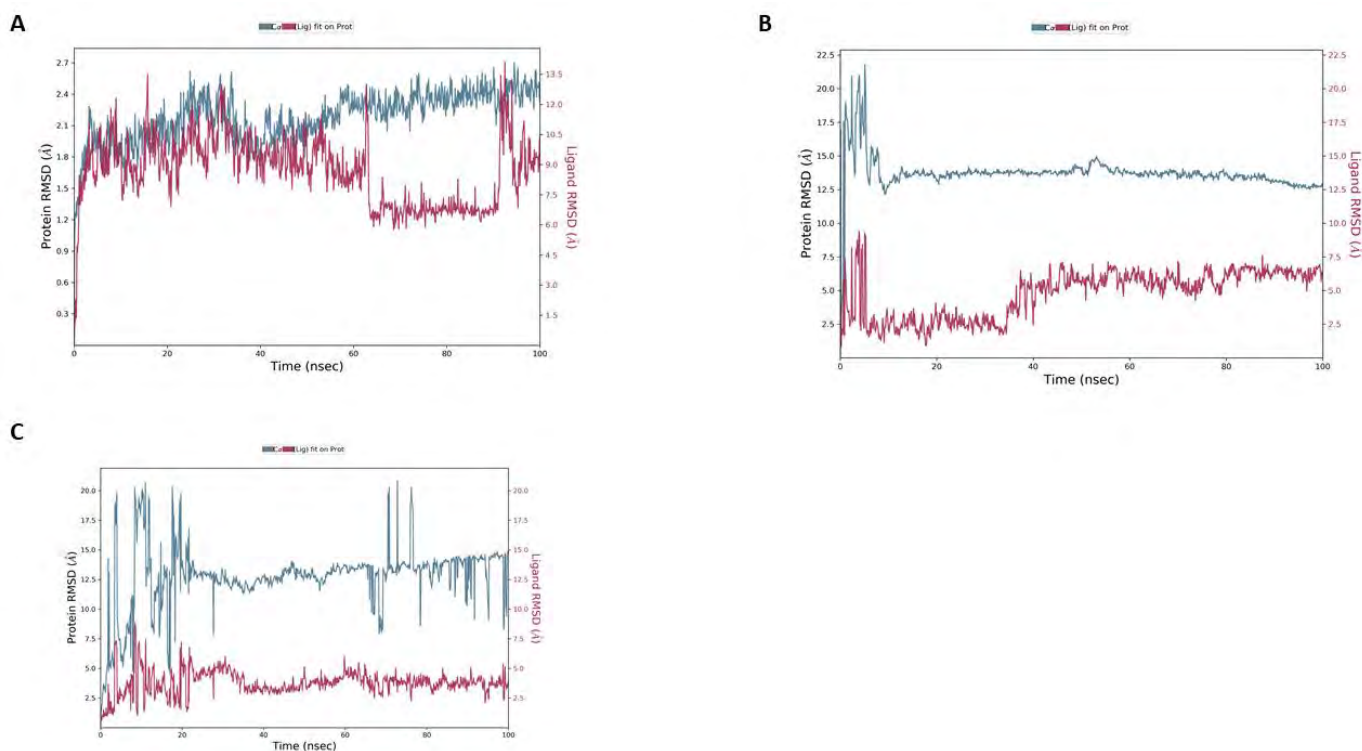 A
Cα (Lig) fit on Prot
Protein RMSD (Å)
2.7
2.4
2.1
1.8
1.5
1.2
0.9
0.6
0.3
13.5
12.0
10.5
9.0
7.5
6.0
4.5
3.0
1.5
Ligand RMSD (Å)
0 20 40 60 80 100
Time (nsec)
B
Cα (Lig) fit on Prot
Protein RMSD (Å)
22.5
20.0
17.5
15.0
12.5
10.0
7.5
5.0
2.5
22.5
20.0
17.5
15.0
12.5
10.0
7.5
5.0
2.5
Ligand RMSD (Å)
0 20 40 60 80 100
Time (nsec)
C
Cα (Lig) fit on Prot
Protein RMSD (Å)
20.0
17.5
15.0
12.5
10.0
7.5
5.0
2.5
20.0
17.5
15.0
12.5
10.0
7.5
5.0
2.5
Ligand RMSD (Å)
0 20 40 60 80 100
Time (nsec)